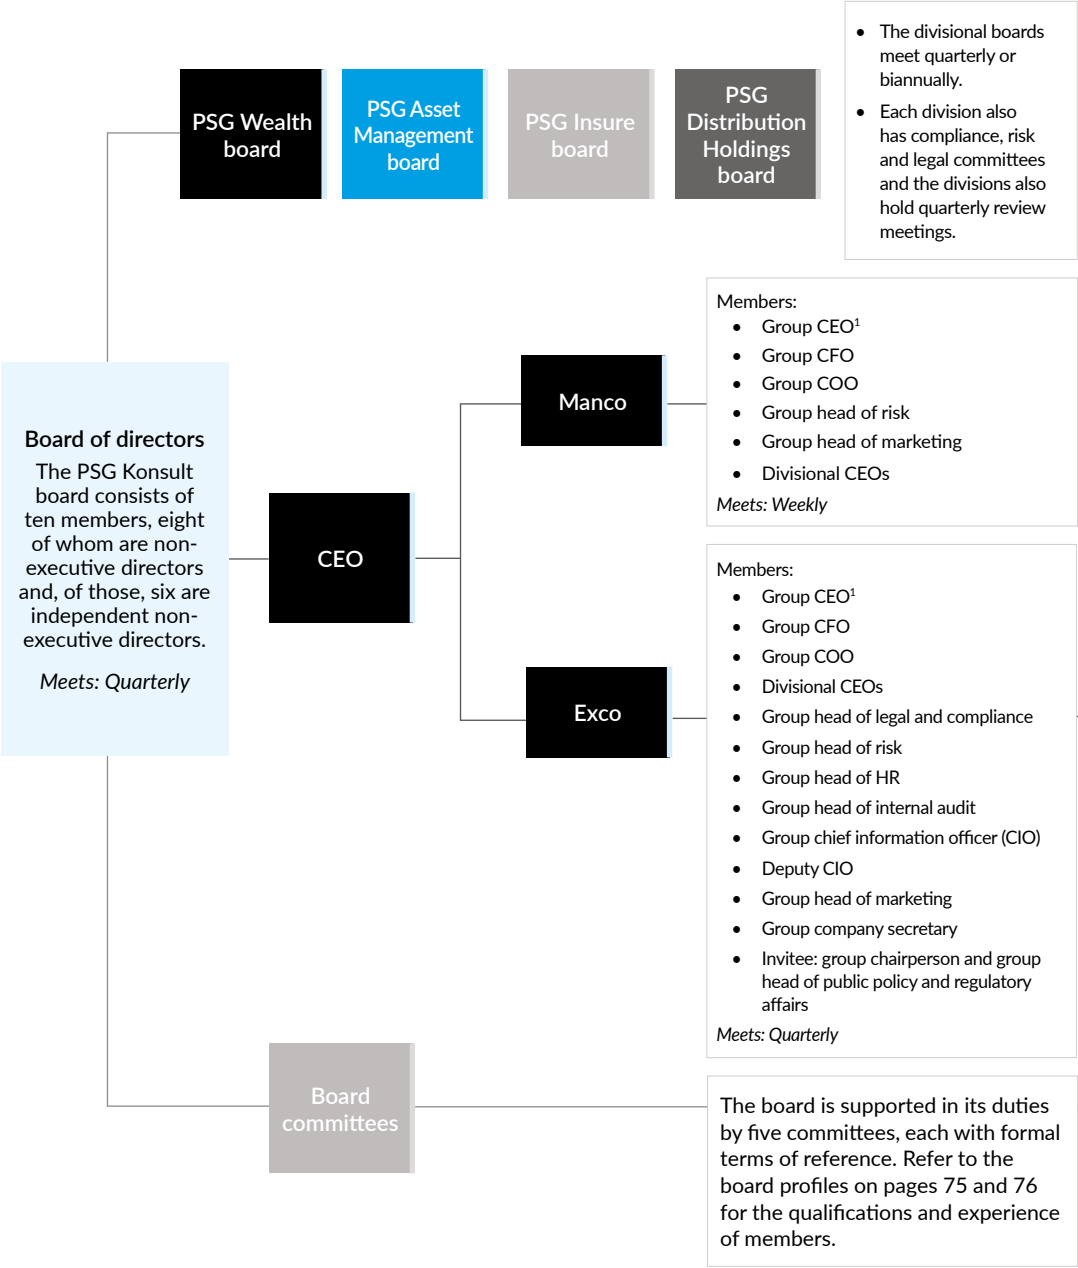 PSG Wealth
board
PSG Asset
Management
board
PSG Insure
board
PSG
Distribution
Holdings
board
• The divisional boards
meet quarterly or
biannually.
• Each division also
has compliance, risk
and legal committees
and the divisions also
hold quarterly review
meetings.
Board of directors
The PSG Konsult
board consists of
ten members, eight
of whom are non-
executive directors
and, of those, six are
independent non-
executive directors.
Meets: Quarterly
CEO
Manco
Members:
• Group CEO¹
• Group CFO
• Group COO
• Group head of risk
• Group head of marketing
• Divisional CEOs
Meets: Weekly
Exco
Members:
• Group CEO¹
• Group CFO
• Group COO
• Divisional CEOs
• Group head of legal and compliance
• Group head of risk
• Group head of HR
• Group head of internal audit
• Group chief information officer (CIO)
• Deputy CIO
• Group head of marketing
• Group company secretary
• Invitee: group chairperson and group
head of public policy and regulatory
affairs
Meets: Quarterly
Board
committees
The board is supported in its duties
by five committees, each with formal
terms of reference. Refer to the
board profiles on pages 75 and 76
for the qualifications and experience
of members.